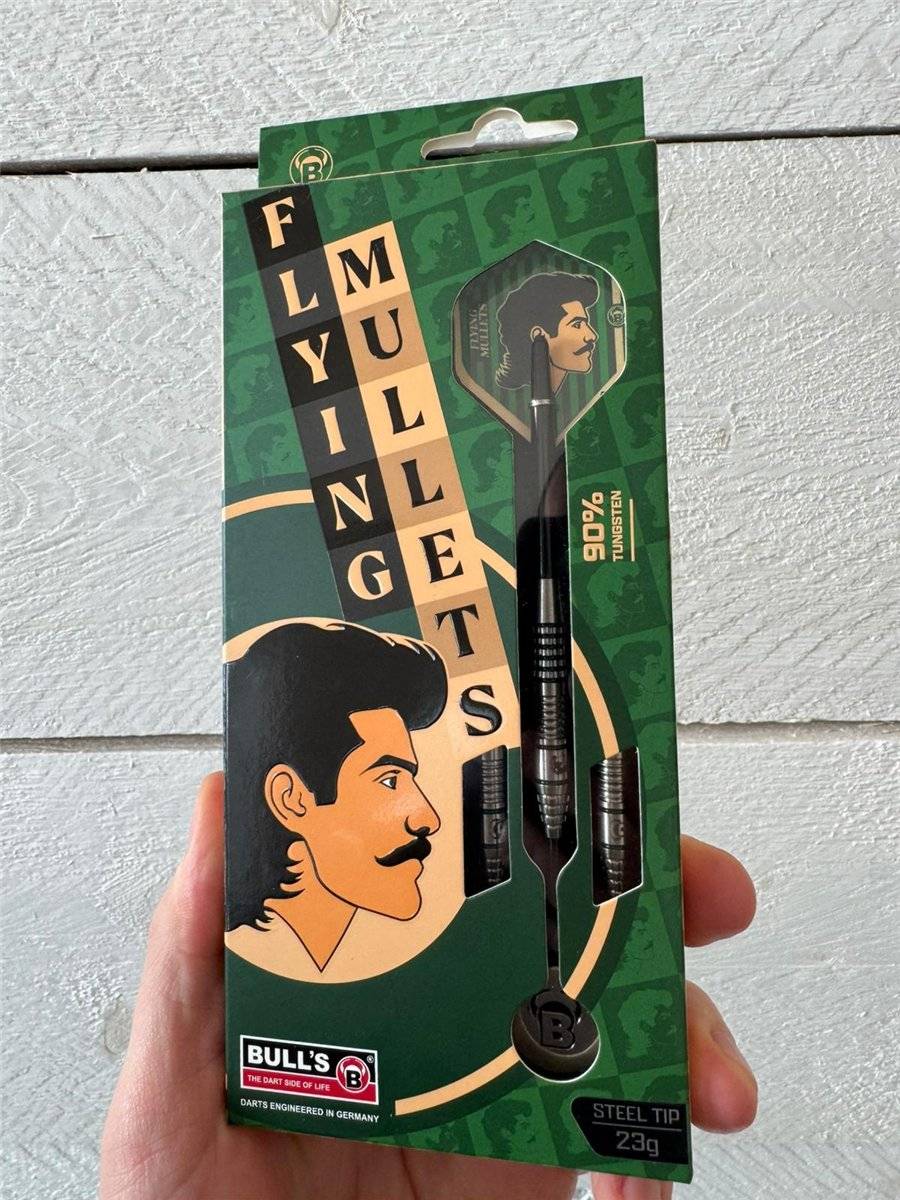 B
FLYING
MULLETS
FLYING
MULLETS
B
90%
TUNGSTEN
B
BULL'S
B ®
THE DART SIDE OF LIFE
DARTS ENGINEERED IN GERMANY
STEEL TIP
23g